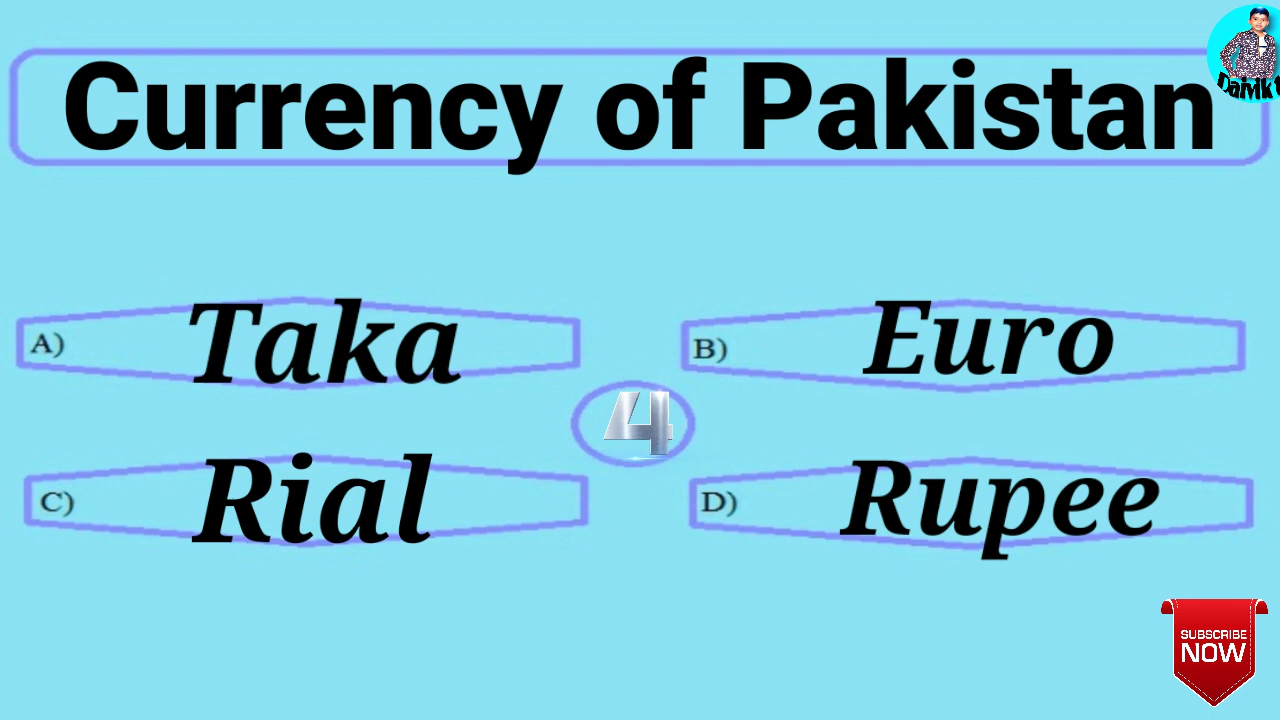 Currency of Pakistan
A) Taka
B) Euro
4
C) Rial
D) Rupee
SUBSCRIBE
NOW